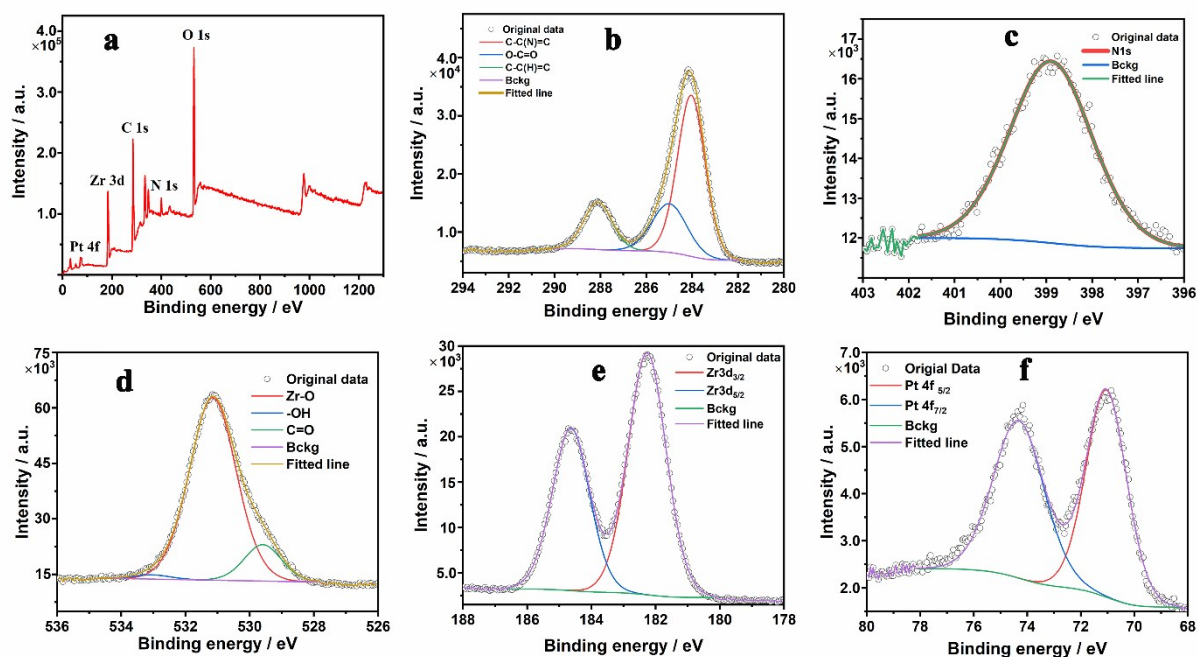 a
×10⁵
4.0
3.0
2.0
1.0
Intensity / a.u.
O 1s
C 1s
Zr 3d
N 1s
Pt 4f
0 200 400 600 800 1000 1200
Binding energy / eV
b
×10⁴
4.0
3.0
2.0
1.0
Intensity / a.u.
Original data
C-C(N)=C
O-C=O
C-C(H)=C
Bckg
Fitted line
294 292 290 288 286 284 282 280
Binding energy / eV
c
17
×10³
16
15
14
13
12
Intensity / a.u.
Original data
N1s
Bckg
Fitted line
403 402 401 400 399 398 397 396
Binding energy / eV
d
75
×10³
60
45
30
15
Intensity / a.u.
Original data
Zr-O
-OH
C=O
Bckg
Fitted line
536 534 532 530 528 526
Binding energy / eV
e
30
×10³
25
20
15
10
5.0
Intensity / a.u.
Original data
Zr3d₃/₂
Zr3d₅/₂
Bckg
Fitted line
188 186 184 182 180 178
Binding energy / eV
f
7.0
×10³
6.0
5.0
4.0
3.0
2.0
Intensity / a.u.
Origial Data
Pt 4f ₅/₂
Pt 4f₇/₂
Bckg
Fitted line
80 78 76 74 72 70 68
Binding energy / eV